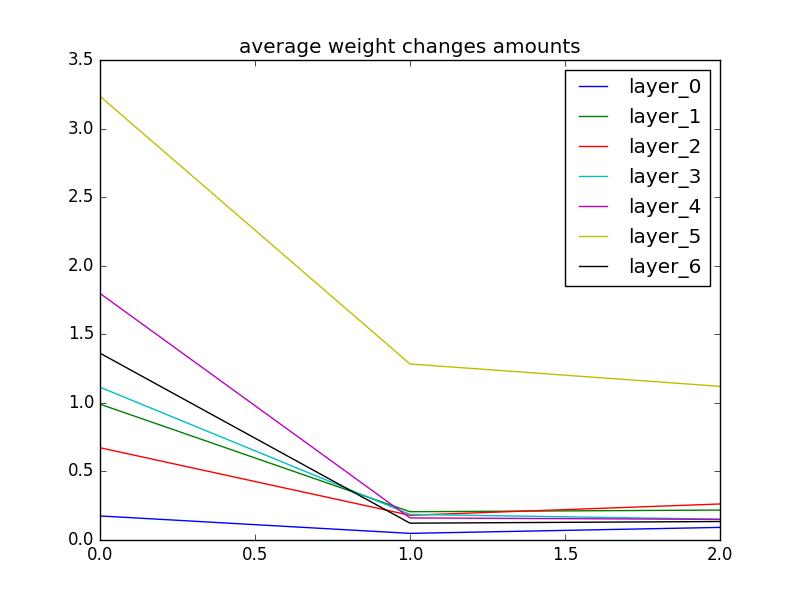 average weight changes amounts
3.5
3.0
2.5
2.0
1.5
1.0
0.5
0.0
0.0 0.5 1.0 1.5 2.0
layer_0
layer_1
layer_2
layer_3
layer_4
layer_5
layer_6